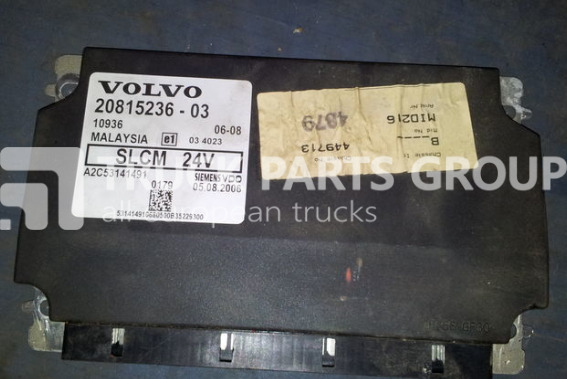 VOLVO
20815236 - 03
10936 06-08
MALAYSIA e1 03 4023
SLCM 24V
A2C53141491 SIEMENS VDO
0179 05.08.2006
4879
449713
B
MID216
TRUCK PARTS GROUP
all european trucks